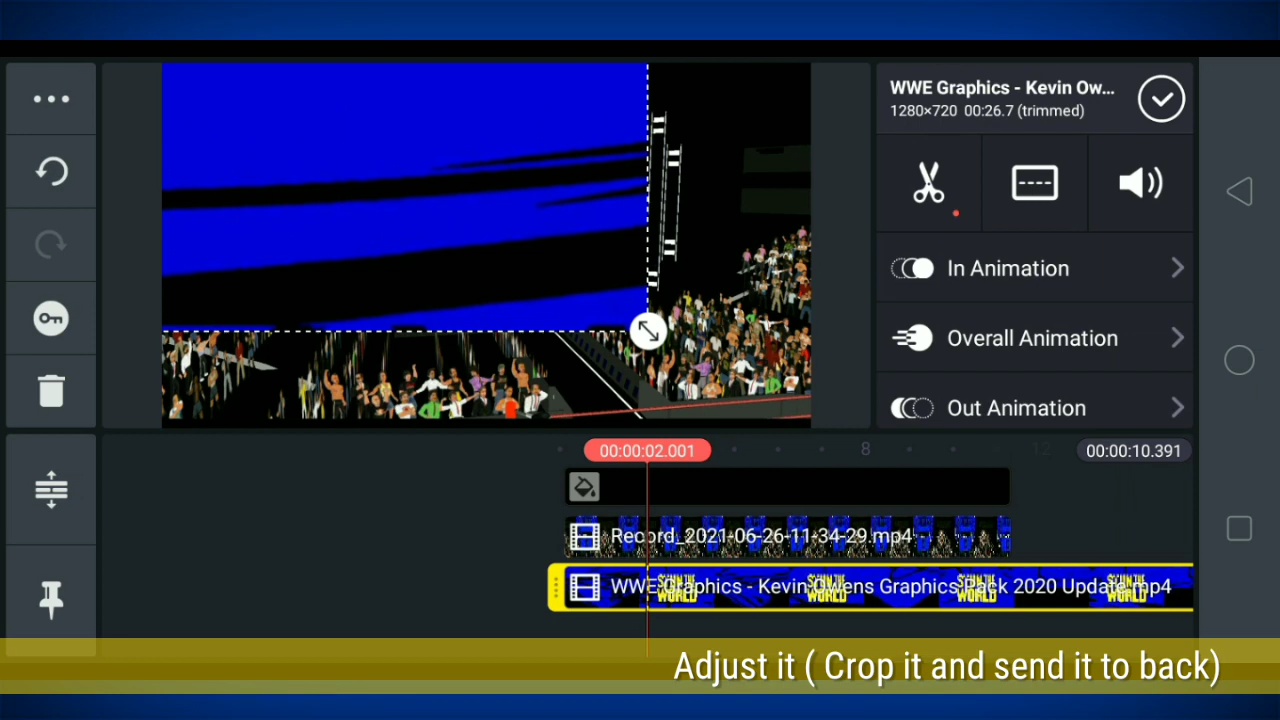 WWE Graphics - Kevin Ow...
1280×720 00:26.7 (trimmed)
In Animation
Overall Animation
Out Animation
00:00:02.001
8
12
00:00:10.391
Record_2021-06-26-11-34-29.mp4
WWE Graphics - Kevin Owens Graphics Pack 2020 Update.mp4
Adjust it ( Crop it and send it to back)